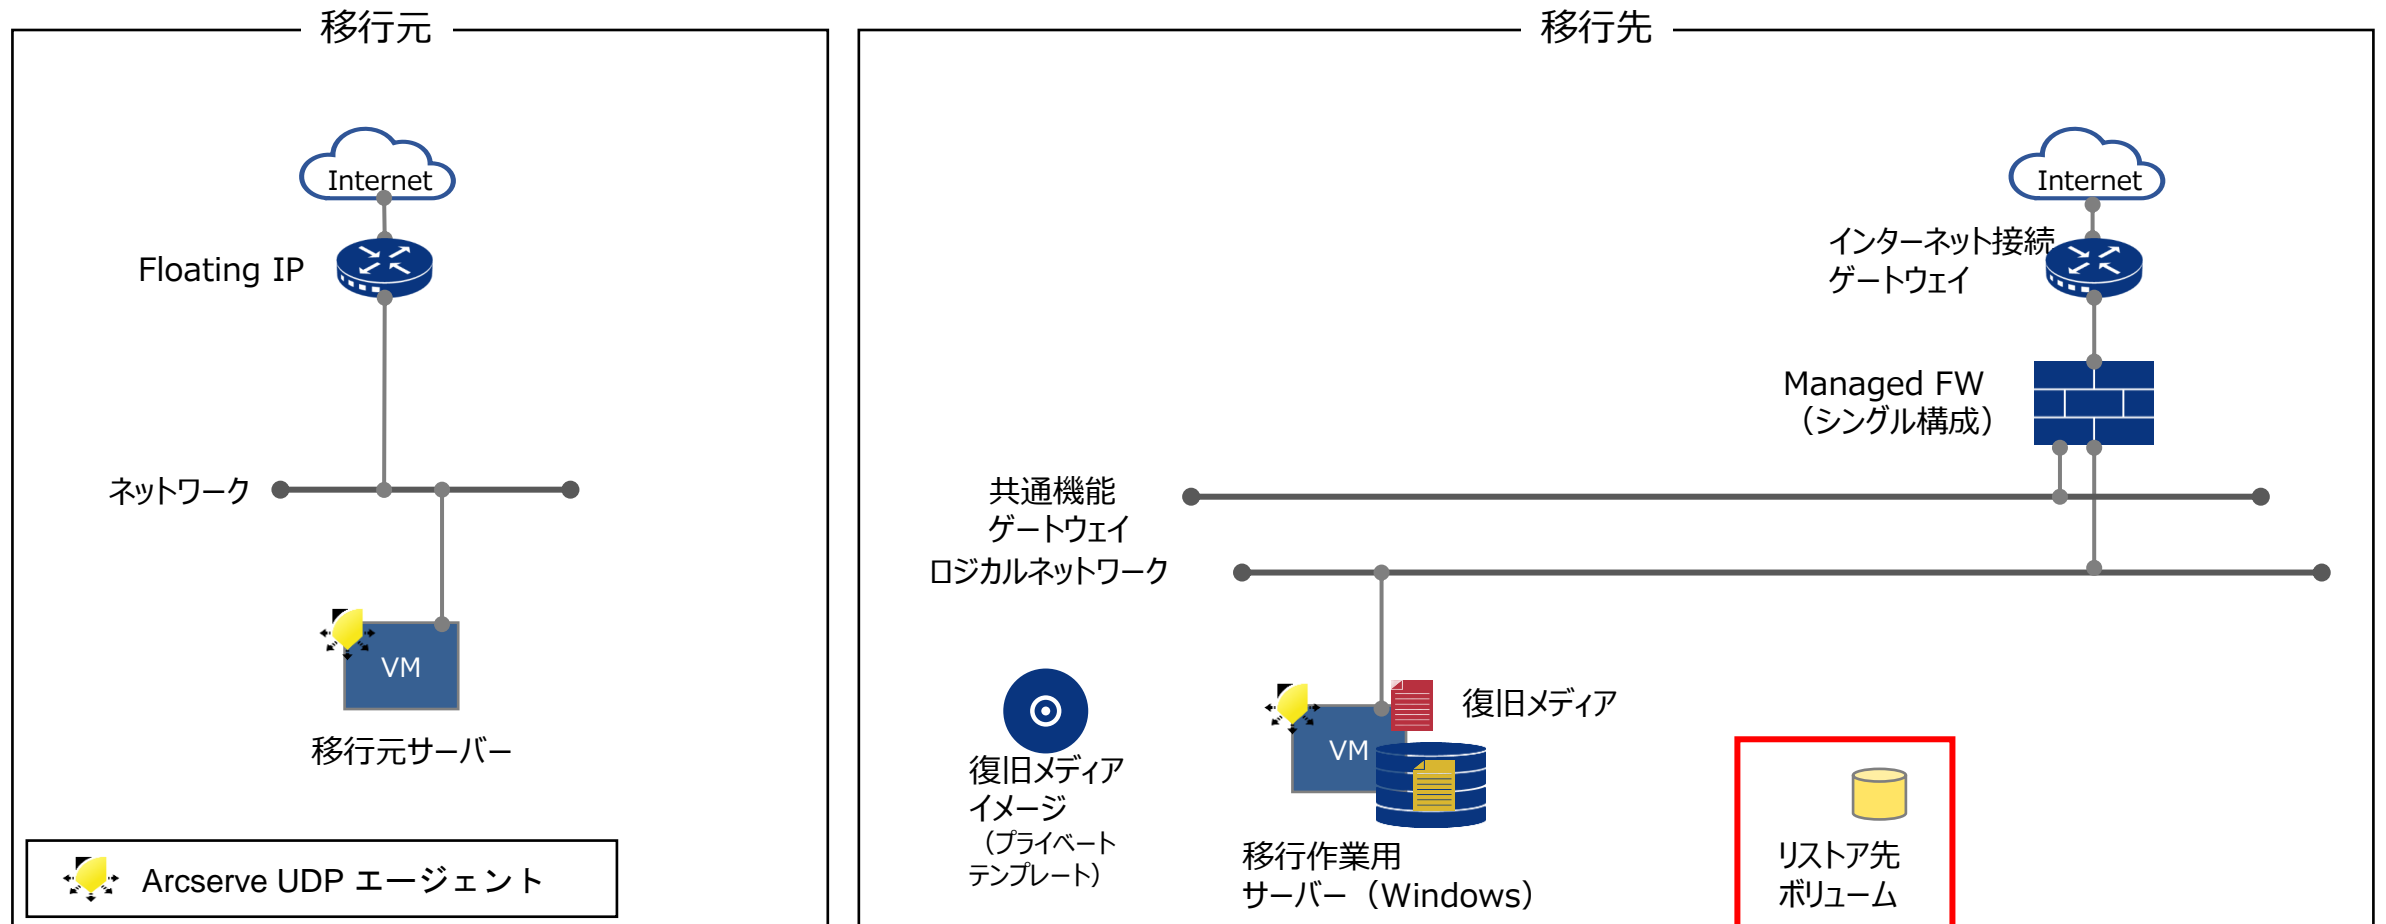 移行元
Internet
Floating IP
ネットワーク
VM
移行元サーバー
Arcserve UDP エージェント
移行先
Internet
インターネット接続
ゲートウェイ
Managed FW
（シングル構成）
共通機能
ゲートウェイ
ロジカルネットワーク
復旧メディア
VM
復旧メディア
イメージ
（プライベート
テンプレート）
移行作業用
サーバー（Windows）
リストア先
ボリューム